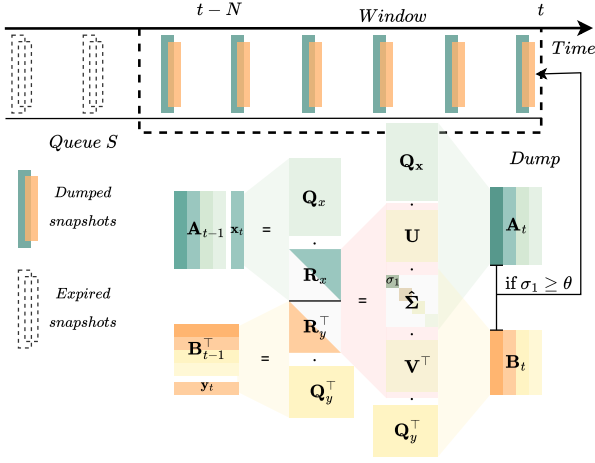 t − N Window t
Time
Queue S
Dumped
snapshots
Expired
snapshots
Dump
A_{t−1} x_t = Q_x
·
R_x
R_y^⊤
·
Q_y^⊤
B_{t−1}^⊤ =
y_t
=
Q_x
·
U
·
σ_1
Σ̂
·
V^⊤
·
Q_y^⊤
A_t
if σ_1 ≥ θ
B_t